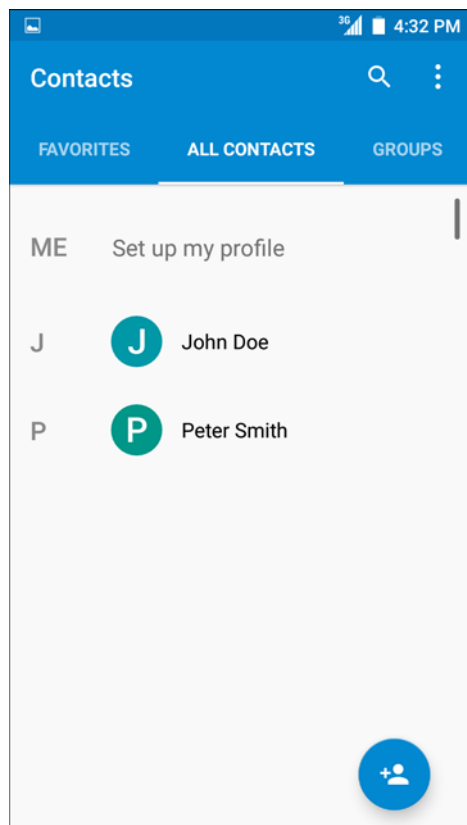 3G 4:32 PM
Contacts
FAVORITES ALL CONTACTS GROUPS
ME Set up my profile
J J John Doe
P P Peter Smith